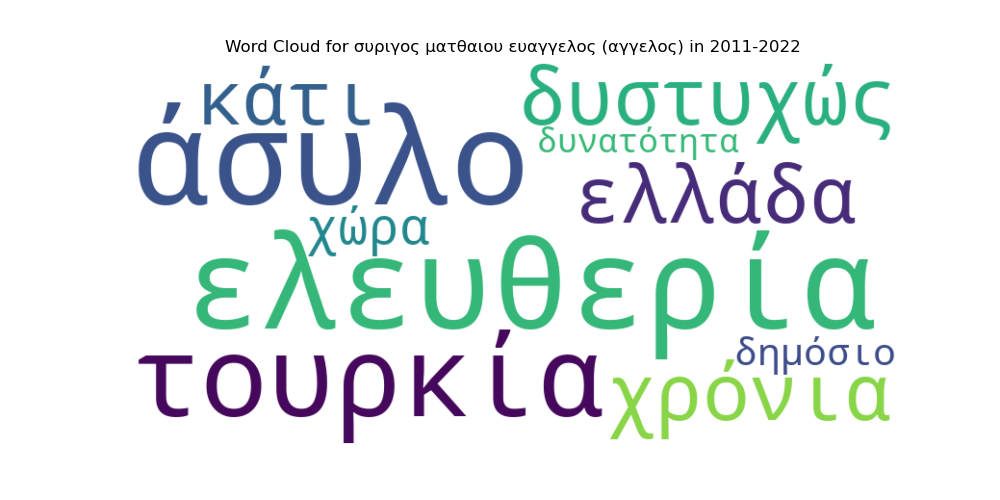 Word Cloud for συριγος ματθαιου ευαγγελος (αγγελος) in 2011-2022
κάτι
δυστυχώς
άσυλο
δυνατότητα
ελλάδα
χώρα
ελευθερία
τουρκία
δημόσιο
χρόνια